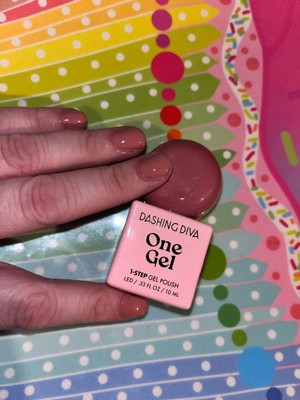 DASHING DIVA
One
Gel
1-STEP GEL POLISH
LED / .33 FL OZ / 10 ML